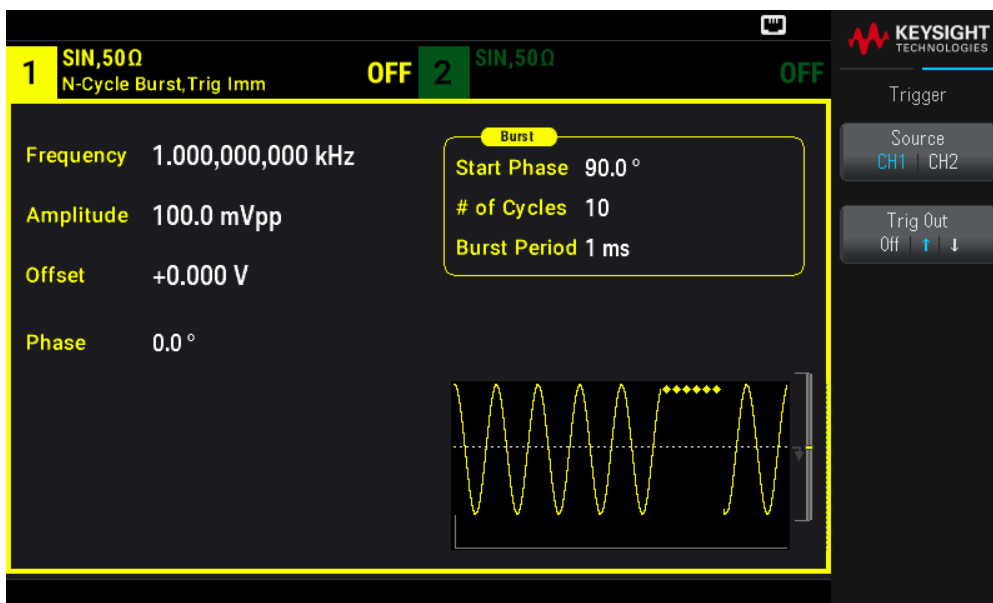 KEYSIGHT
TECHNOLOGIES
1
SIN,50Ω
N-Cycle Burst,Trig Imm
OFF
2
SIN,50Ω
OFF
Trigger
Frequency 1.000,000,000 kHz
Amplitude 100.0 mVpp
Offset +0.000 V
Phase 0.0 °
Burst
Start Phase 90.0 °
# of Cycles 10
Burst Period 1 ms
Source
CH1 | CH2
Trig Out
Off | ↑ | ↓